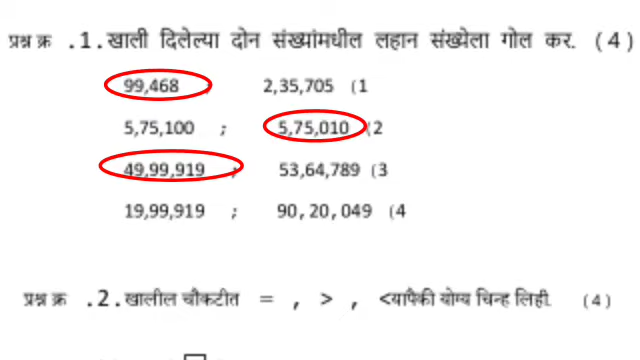 प्रश्न क्र .1.खाली दिलेल्या दोन संख्यांमधील लहान संख्येला गोल कर. (4)
99,468 ; 2,35,705 (1
5,75,100 ; 5,75,010 (2
49,99,919 ; 53,64,789 (3
19,99,919 ; 90,20,049 (4
प्रश्न क्र .2.खालील चौकटीत = , > , <यापैकी योग्य चिन्ह लिही. (4)